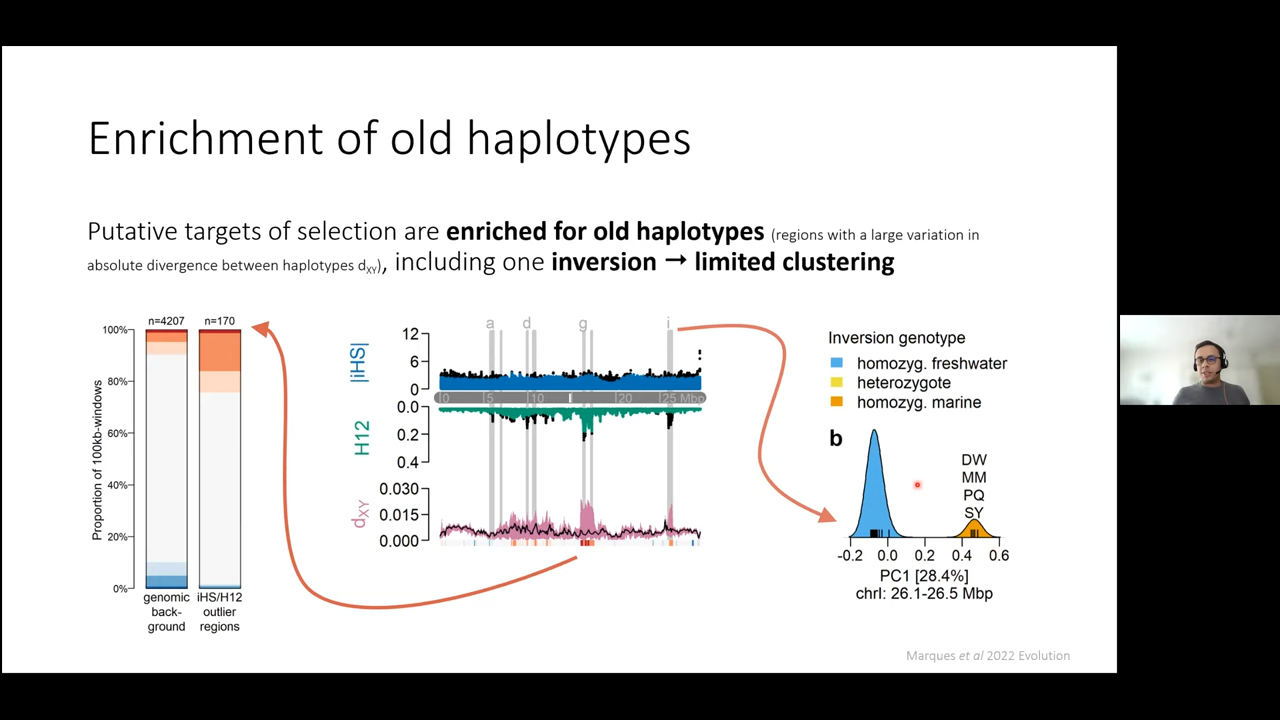 Enrichment of old haplotypes
Putative targets of selection are enriched for old haplotypes (regions with a large variation in
absolute divergence between haplotypes dXY), including one inversion → limited clustering
n=4207 n=170
100%
80%
60%
40%
20%
0%
Proportion of 100kb-windows
genomic
back-
ground
iHS/H12
outlier
regions
a d g i
|iHS|
12
6
0
0 5 10 15 20 25 Mbp
H12
0.0
0.2
0.4
dXY
0.030
0.015
0.000
Inversion genotype
homozyg. freshwater
heterozygote
homozyg. marine
b
DW
MM
PQ
SY
-0.2 0.0 0.2 0.4 0.6
PC1 [28.4%]
chrI: 26.1-26.5 Mbp
Marques et al 2022 Evolution